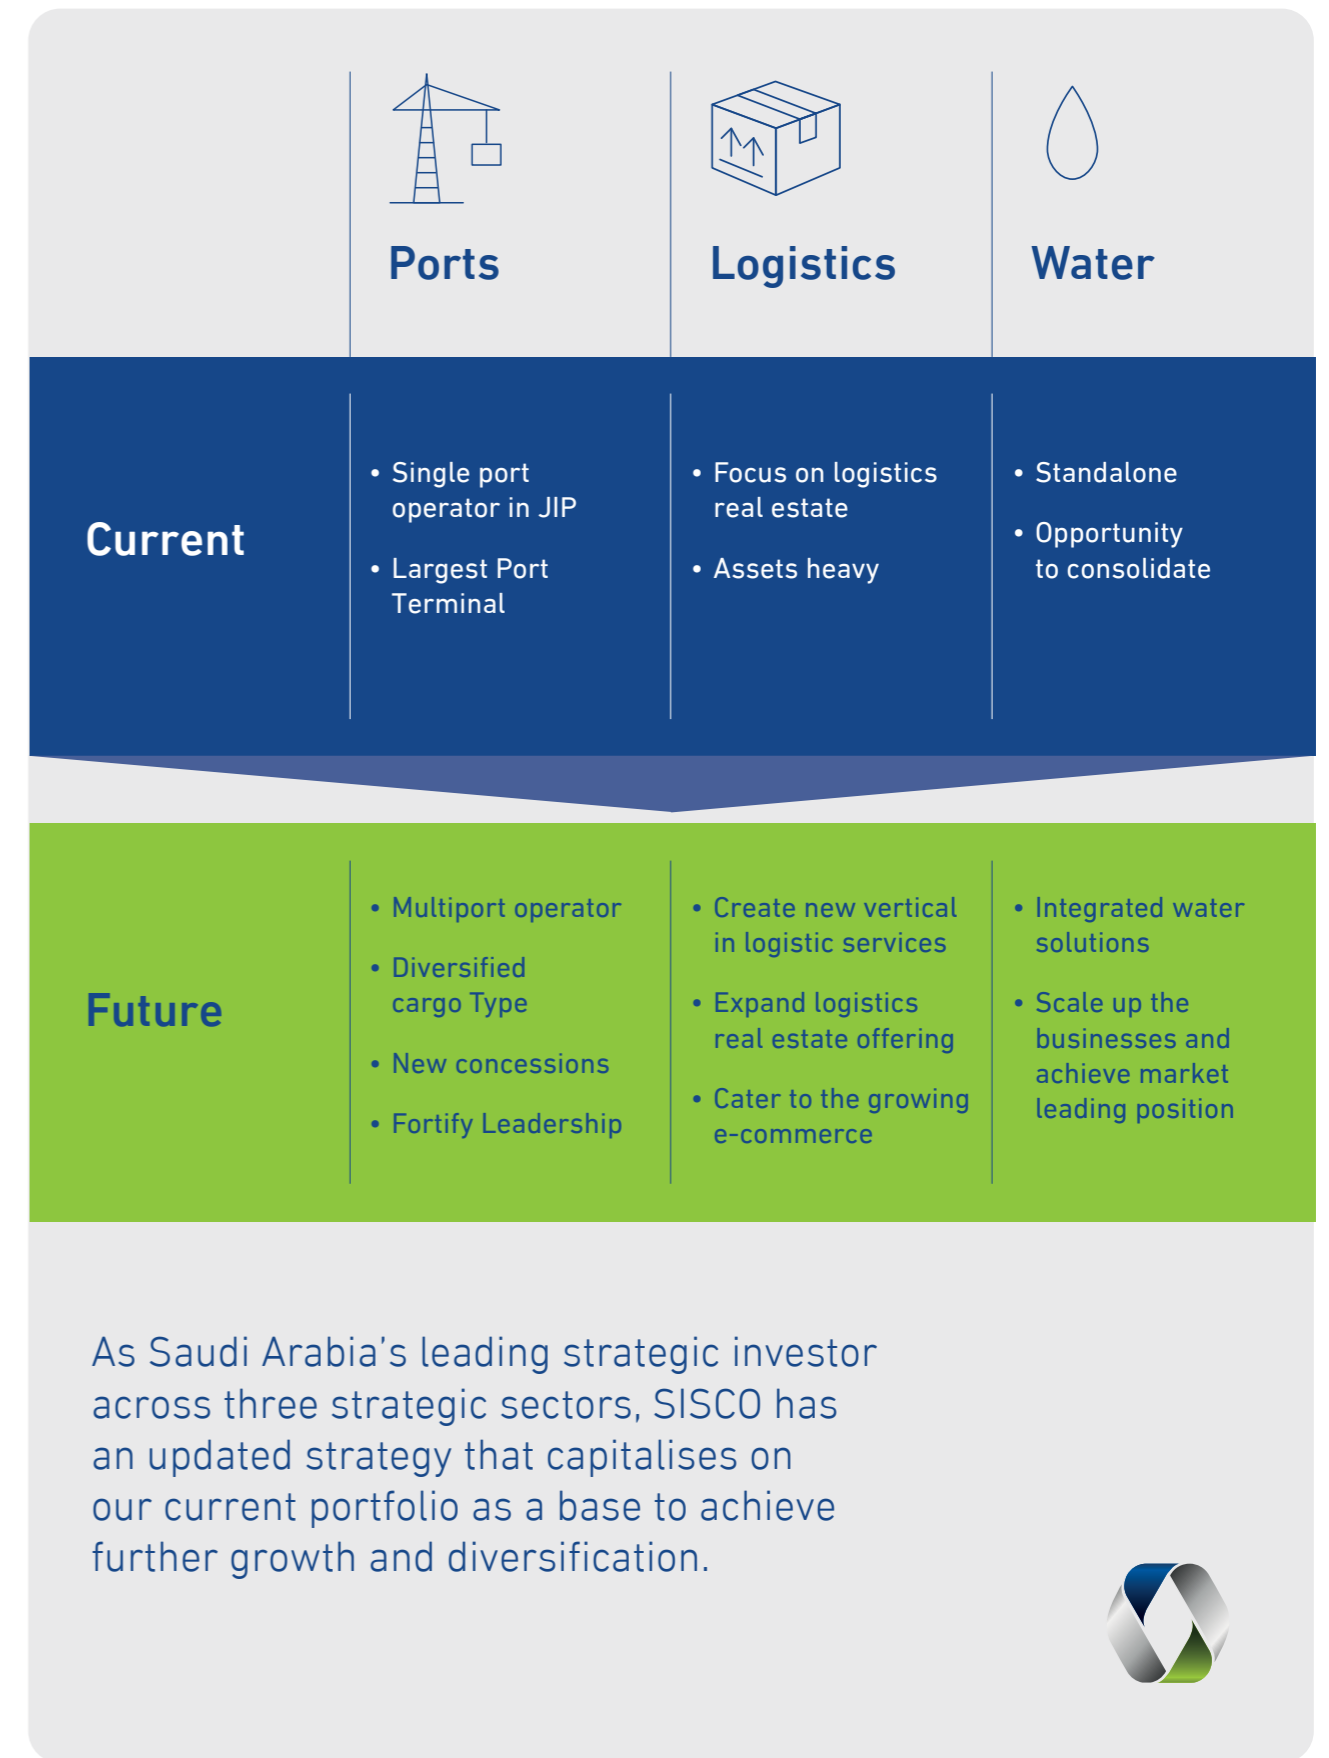 Ports
Logistics
Water
Current
• Single port
operator in JIP
• Largest Port
Terminal
• Focus on logistics
real estate
• Assets heavy
• Standalone
• Opportunity
to consolidate
Future
• Multiport operator
• Diversified
cargo Type
• New concessions
• Fortify Leadership
• Create new vertical
in logistic services
• Expand logistics
real estate offering
• Cater to the growing
e-commerce
• Integrated water
solutions
• Scale up the
businesses and
achieve market
leading position
As Saudi Arabia’s leading strategic investor
across three strategic sectors, SISCO has
an updated strategy that capitalises on
our current portfolio as a base to achieve
further growth and diversification.